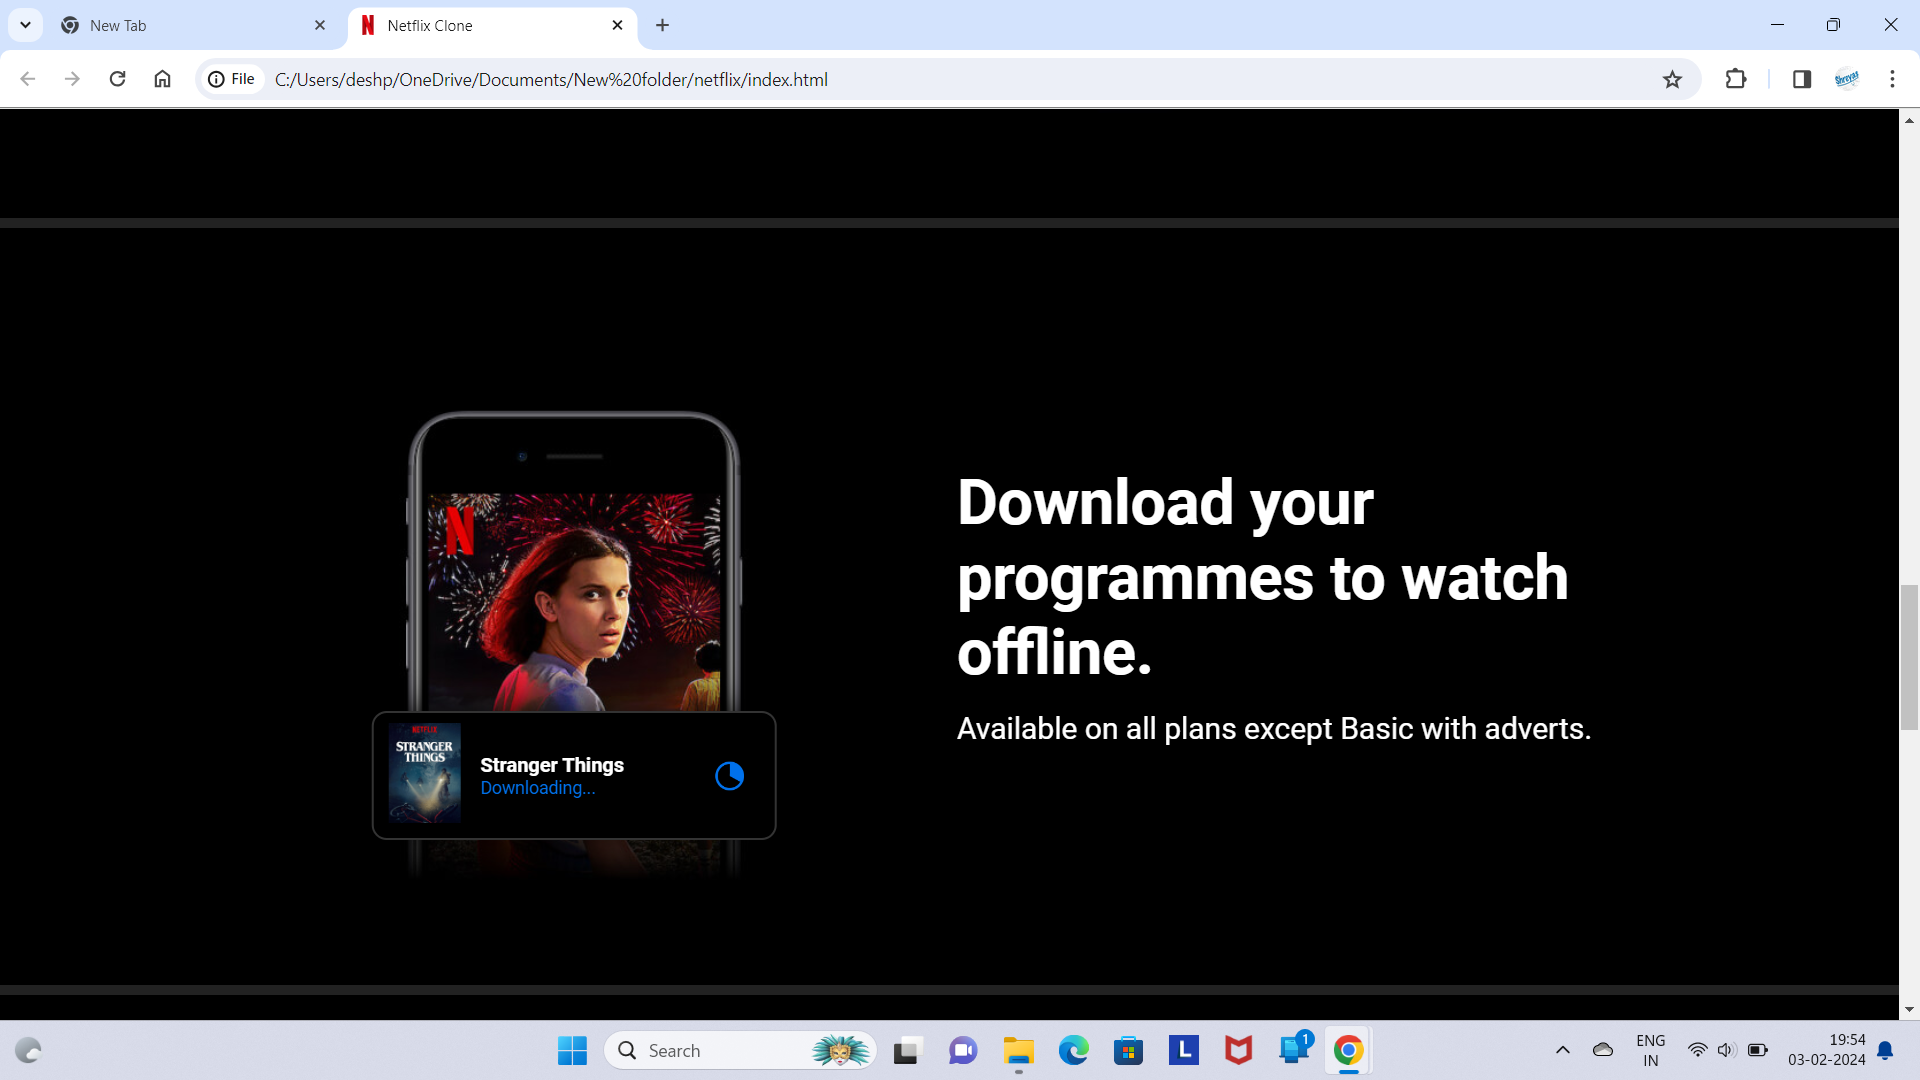 New Tab
Netflix Clone
File
C:/Users/deshp/OneDrive/Documents/New%20folder/netflix/index.html
Shreyas
N
Download your
programmes to watch
offline.
Available on all plans except Basic with adverts.
NETFLIX
STRANGER
THINGS
Stranger Things
Downloading...
Search
L
1
ENG
IN
19:54
03-02-2024